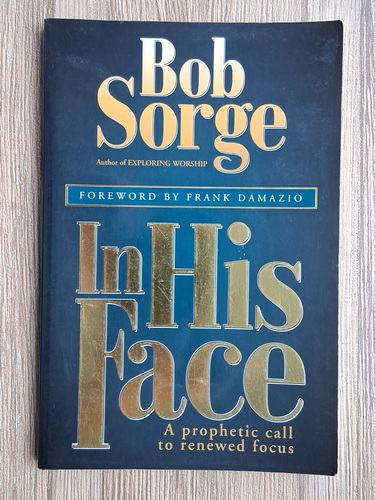 Bob
Sorge
Author of EXPLORING WORSHIP
FOREWORD BY FRANK DAMAZIO
In His
Face
A prophetic call
to renewed focus